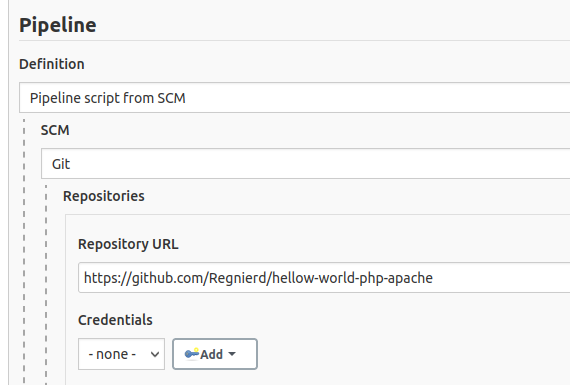 Pipeline
Definition
Pipeline script from SCM
SCM
Git
Repositories
Repository URL
https://github.com/Regnierd/hellow-world-php-apache
Credentials
- none -
Add